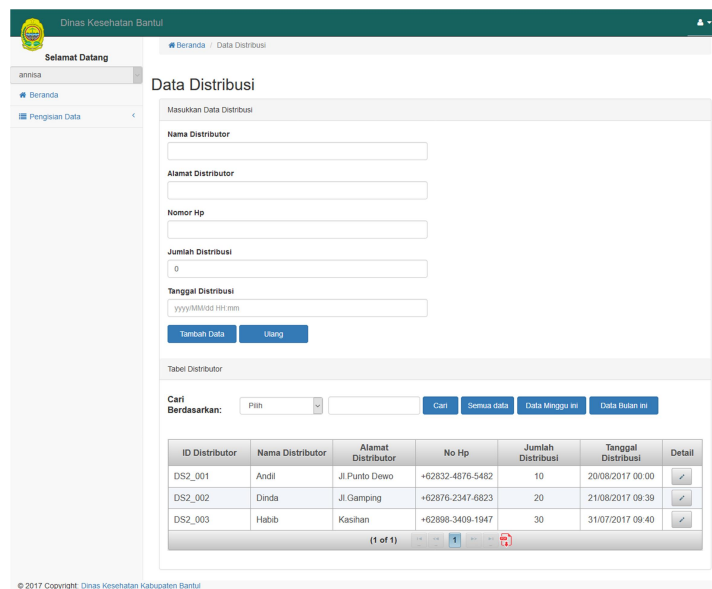 Dinas Kesehatan Bantul
Selamat Datang
annisa
Beranda
Pengisian Data
Beranda / Data Distribusi
Data Distribusi
Masukkan Data Distribusi
Nama Distributor
Alamat Distributor
Nomor Hp
Jumlah Distribusi
0
Tanggal Distribusi
yyyy/MM/dd HH:mm
Tambah Data Ulang
Tabel Distributor
Cari Berdasarkan: Pilih Cari Semua data Data Minggu ini Data Bulan ini
ID Distributor Nama Distributor Alamat Distributor No Hp Jumlah Distribusi Tanggal Distribusi Detail
DS2_001 Andil Jl.Punto Dewo +62832-4876-5482 10 20/08/2017 00:00
DS2_002 Dinda Jl.Gamping +62876-2347-6823 20 21/08/2017 09:39
DS2_003 Habib Kasihan +62898-3409-1947 30 31/07/2017 09:40
(1 of 1) 1
© 2017 Copyright: Dinas Kesehatan Kabupaten Bantul